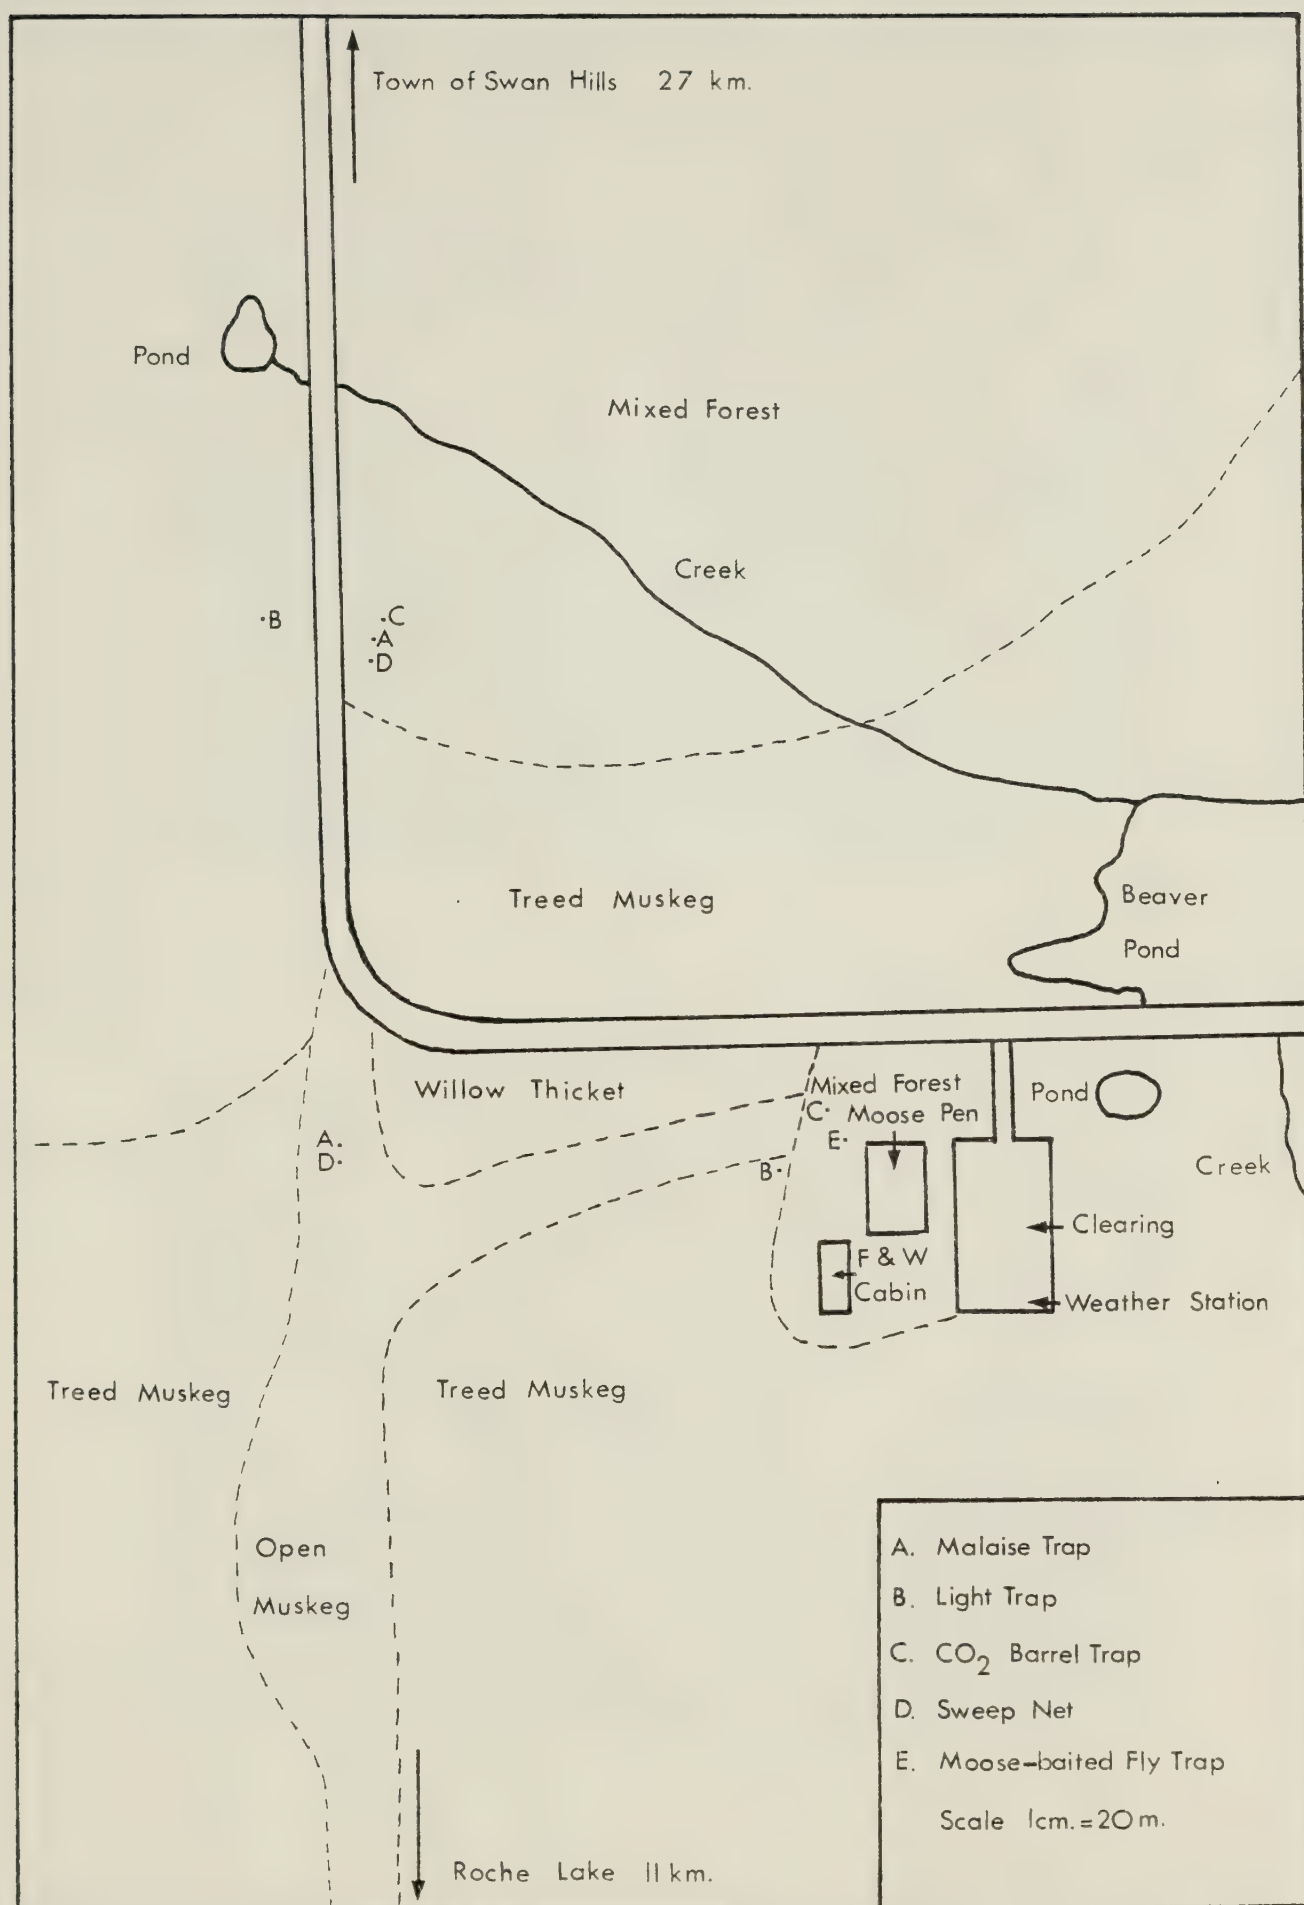 Town of Swan Hills 27 km.
Pond
Mixed Forest
Creek
B
C
A
D
Treed Muskeg
Beaver
Pond
Willow Thicket
Mixed Forest
C
Moose Pen
Pond
A.
D
E
B
Creek
Clearing
F & W
Cabin
Weather Station
Treed Muskeg
Treed Muskeg
Open
Muskeg
A. Malaise Trap
B. Light Trap
C. CO2 Barrel Trap
D. Sweep Net
E. Moose-baited Fly Trap
Scale 1cm.=20m.
Roche Lake 11 km.